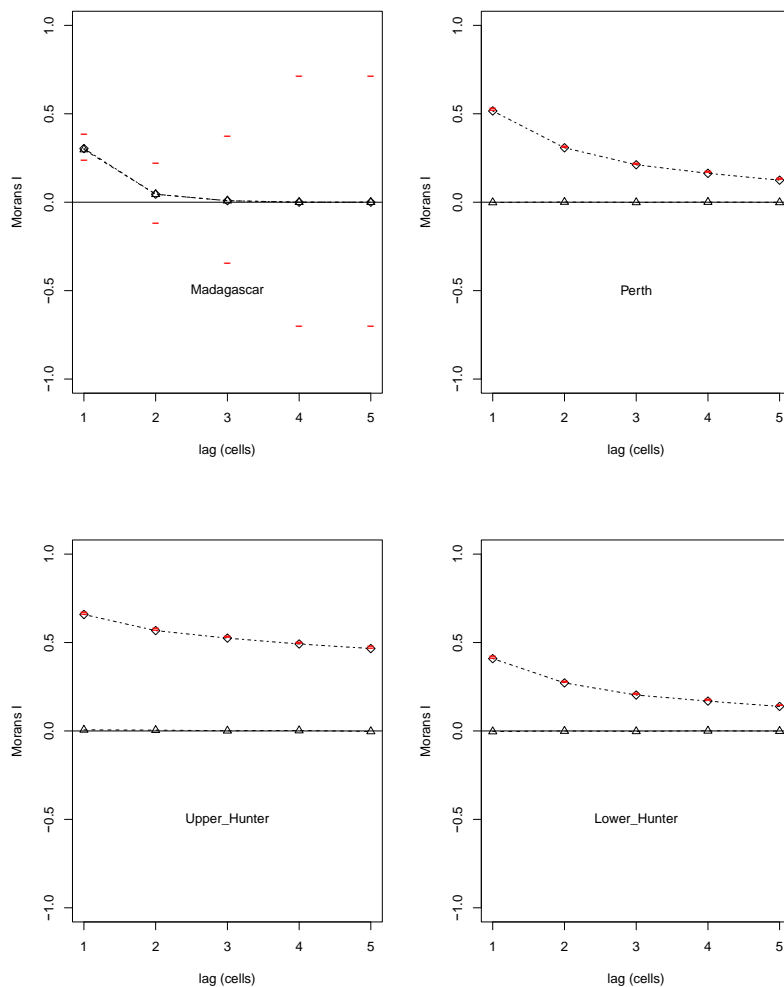 1.0
0.5
0.0
−0.5
−1.0
Morans I
Madagascar
1 2 3 4 5
lag (cells)
1.0
0.5
0.0
−0.5
−1.0
Morans I
Perth
1 2 3 4 5
lag (cells)
1.0
0.5
0.0
−0.5
−1.0
Morans I
Upper_Hunter
1 2 3 4 5
lag (cells)
1.0
0.5
0.0
−0.5
−1.0
Morans I
Lower_Hunter
1 2 3 4 5
lag (cells)